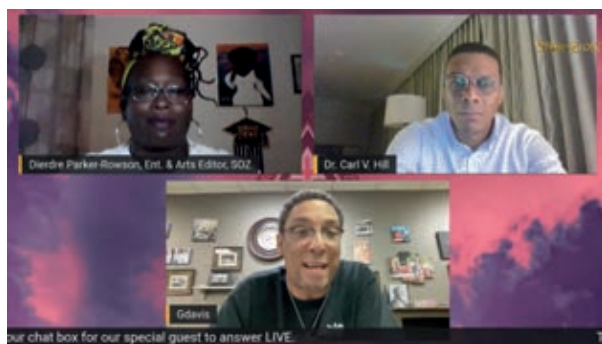 Dierdre Parker-Rowson, Ent. & Arts Editor, SOZ
Dr. Carl V. Hill
Gdavis
our chat box for our special guest to answer LIVE.